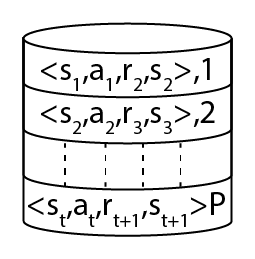 <s₁,a₁,r₂,s₂>,1
<s₂,a₂,r₃,s₃>,2
<sₜ,aₜ,rₜ₊₁,sₜ₊₁>P